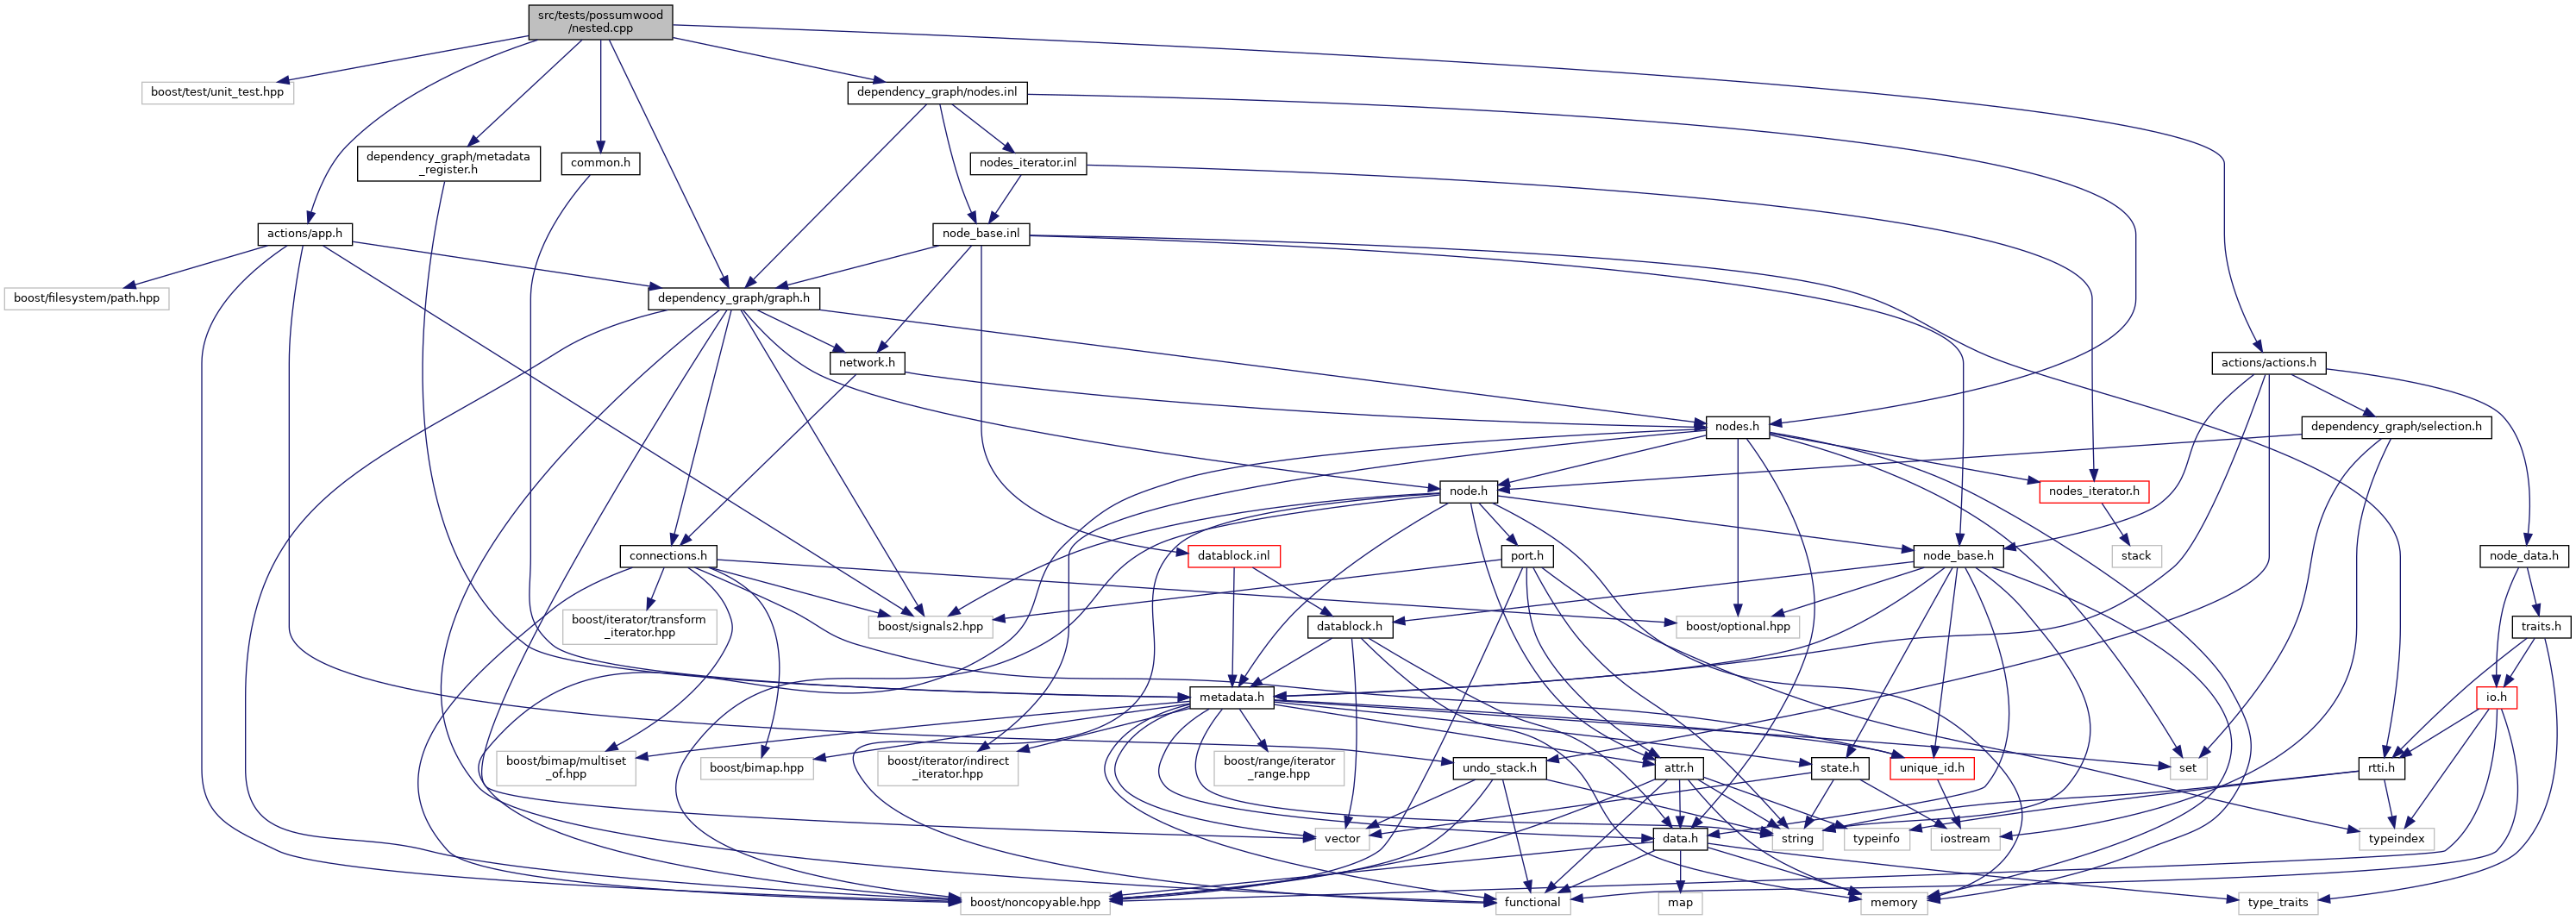 src/tests/possumwood
/nested.cpp
boost/test/unit_test.hpp
dependency_graph/nodes.inl
dependency_graph/metadata
_register.h
common.h
nodes_iterator.inl
actions/app.h
node_base.inl
boost/filesystem/path.hpp
dependency_graph/graph.h
network.h
actions/actions.h
nodes.h
dependency_graph/selection.h
node.h
nodes_iterator.h
connections.h
datablock.inl
port.h
node_base.h
stack
node_data.h
boost/iterator/transform
_iterator.hpp
boost/signals2.hpp
datablock.h
boost/optional.hpp
traits.h
metadata.h
io.h
boost/bimap/multiset
_of.hpp
boost/bimap.hpp
boost/iterator/indirect
_iterator.hpp
boost/range/iterator
_range.hpp
undo_stack.h
attr.h
state.h
unique_id.h
set
rtti.h
vector
data.h
string
typeinfo
iostream
typeindex
boost/noncopyable.hpp
functional
map
memory
type_traits